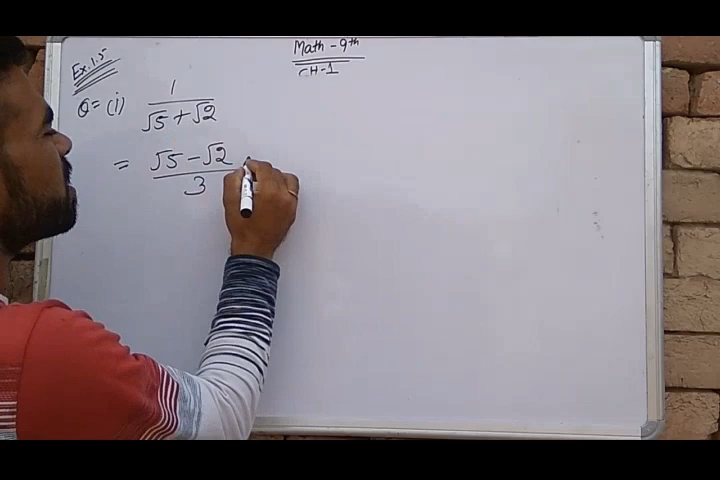 Math - 9th
CH-1
Ex. 1.5
Q= (i) 1/(√5 + √2)
= (√5 - √2)/3